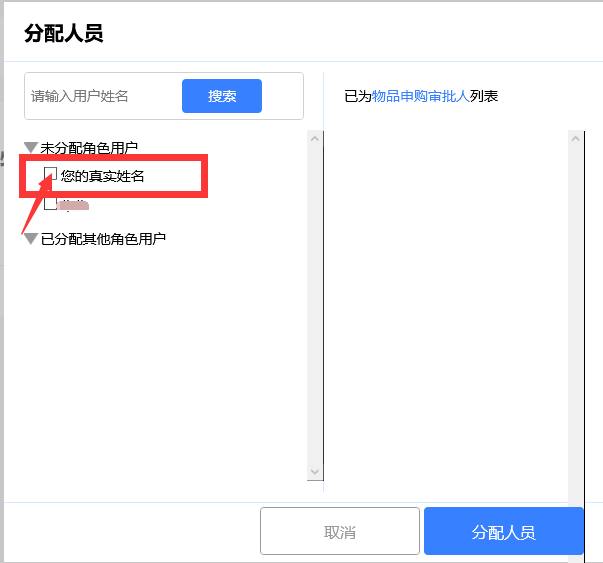 分配人员
请输入用户姓名
搜索
已为物品申购审批人列表
未分配角色用户
您的真实姓名
已分配其他角色用户
取消
分配人员